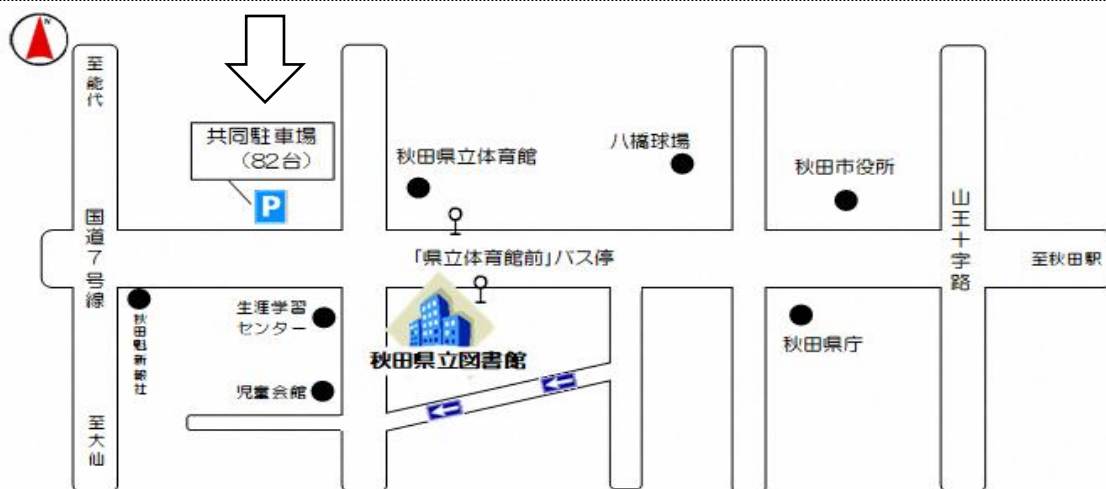 N
至能代
共同駐車場
（82台）
P
秋田県立体育館
八橋球場
秋田市役所
国道７号線
山王十字路
「県立体育館前」バス停
至秋田駅
秋田魁新報社
生涯学習
センター
秋田県立図書館
秋田県庁
児童会館
至大仙